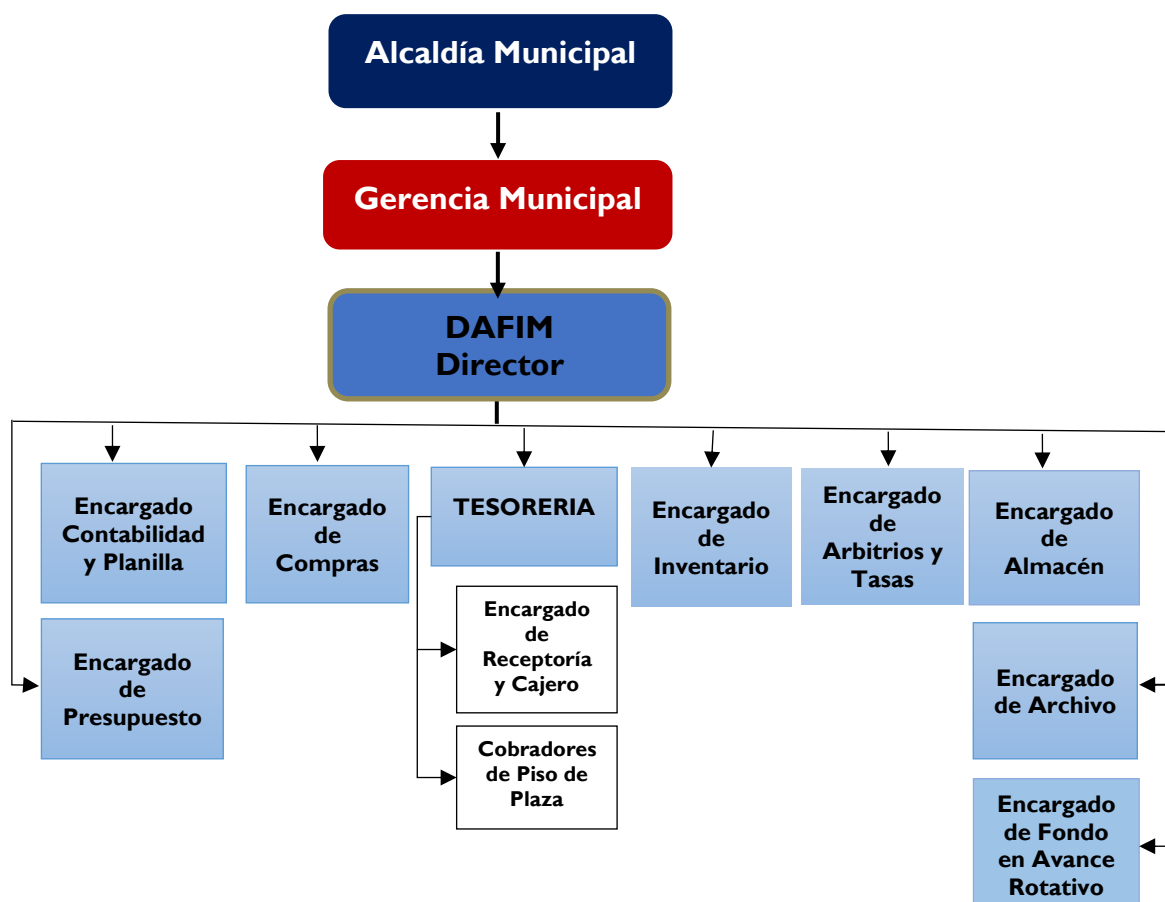 Alcaldía Municipal
Gerencia Municipal
DAFIM
Director
Encargado
Contabilidad
y Planilla
Encargado
de
Compras
TESORERIA
Encargado
de
Inventario
Encargado
de
Arbitrios y
Tasas
Encargado
de
Almacén
Encargado
de
Presupuesto
Encargado
de
Receptoría
y Cajero
Cobradores
de Piso de
Plaza
Encargado
de Archivo
Encargado
de Fondo
en Avance
Rotativo